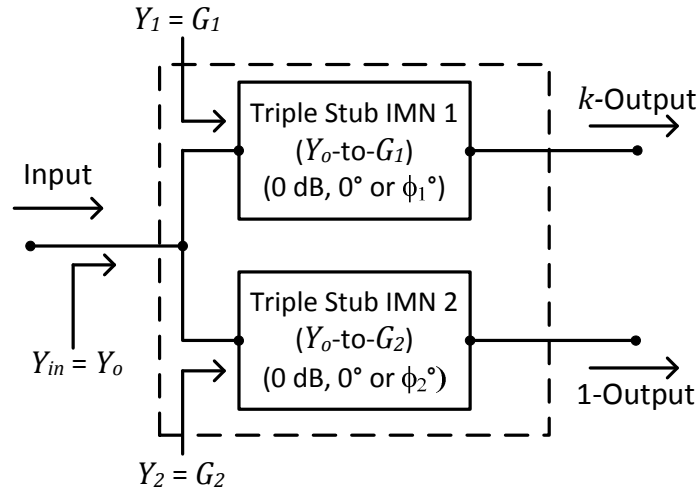 Y₁ = G₁
Triple Stub IMN 1
(Yₒ-to-G₁)
(0 dB, 0° or ϕ₁°)
k-Output
Input
Yᵢₙ = Yₒ
Triple Stub IMN 2
(Yₒ-to-G₂)
(0 dB, 0° or ϕ₂°)
1-Output
Y₂ = G₂